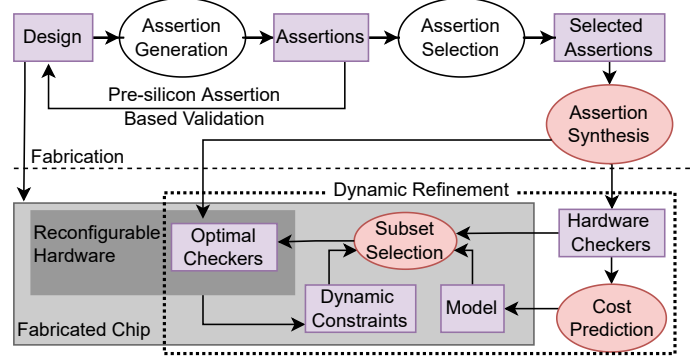 Design
Assertion
Generation
Assertions
Assertion
Selection
Selected
Assertions
Pre-silicon Assertion
Based Validation
Assertion
Synthesis
Fabrication
Dynamic Refinement
Reconfigurable
Hardware
Optimal
Checkers
Subset
Selection
Hardware
Checkers
Dynamic
Constraints
Model
Cost
Prediction
Fabricated Chip